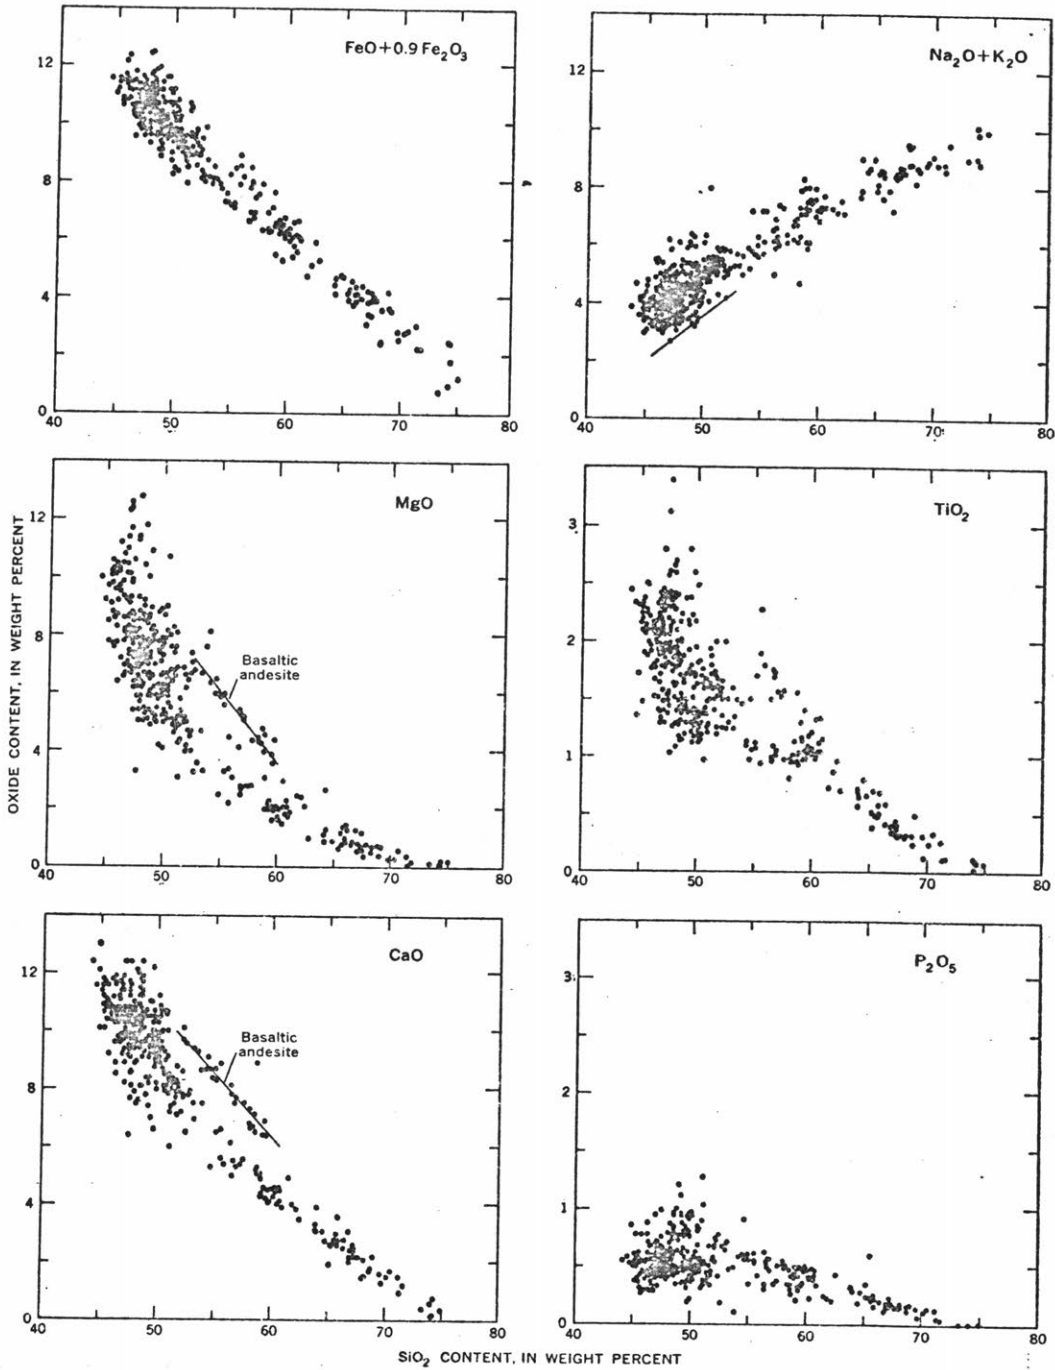 FeO+0.9Fe₂O₃
12
8
4
0
40 50 60 70 80
Na₂O+K₂O
12
8
4
0
40 50 60 70 80
OXIDE CONTENT, IN WEIGHT PERCENT
MgO
12
8
4
0
40 50 60 70 80
Basaltic
andesite
TiO₂
3
2
1
0
40 50 60 70 80
CaO
12
8
4
0
40 50 60 70 80
Basaltic
andesite
P₂O₅
3
2
1
0
40 50 60 70 80
SiO₂ CONTENT, IN WEIGHT PERCENT